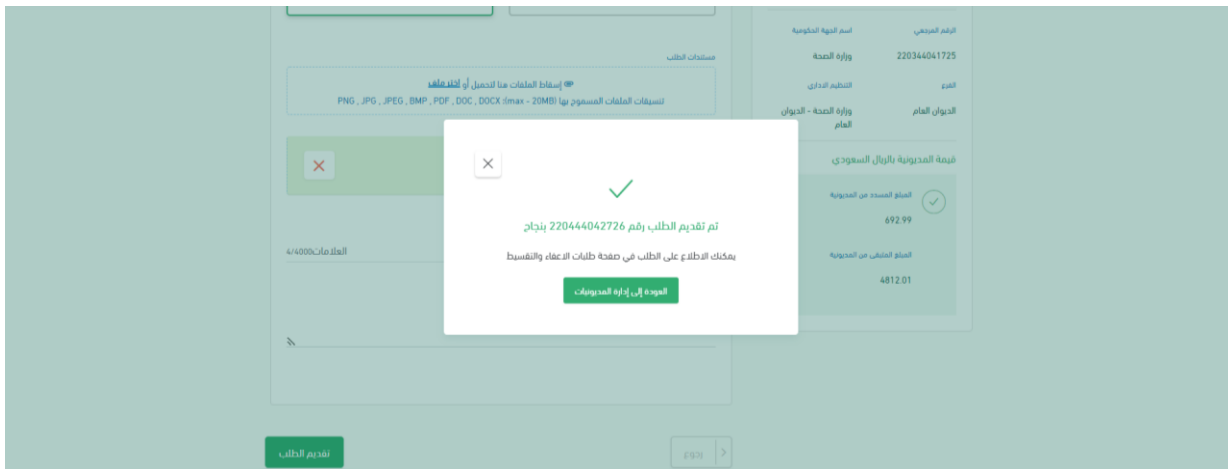 الرقم المرجعي
اسم الجهة الحكومية
220344041725
وزارة الصحة
الفرع
التنظيم الاداري
الديوان العام
وزارة الصحة - الديوان
العام
قيمة المديونية بالريال السعودي
المبلغ المسدد من المديونية
692.99
المبلغ المتبقي من المديونية
4812.01
مستندات الطلب
إسقاط الملفات هنا لتحميل أو اختر ملف
تنسيقات الملفات المسموح بها PNG , JPG , JPEG , BMP , PDF , DOC , DOCX :(max - 20MB)
تم تقديم الطلب رقم 220444042726 بنجاح
يمكنك الاطلاع على الطلب في صفحة طلبات الاعفاء والتقسيط
العودة إلى إدارة المديونيات
العلامات4/4000
رجوع
تقديم الطلب